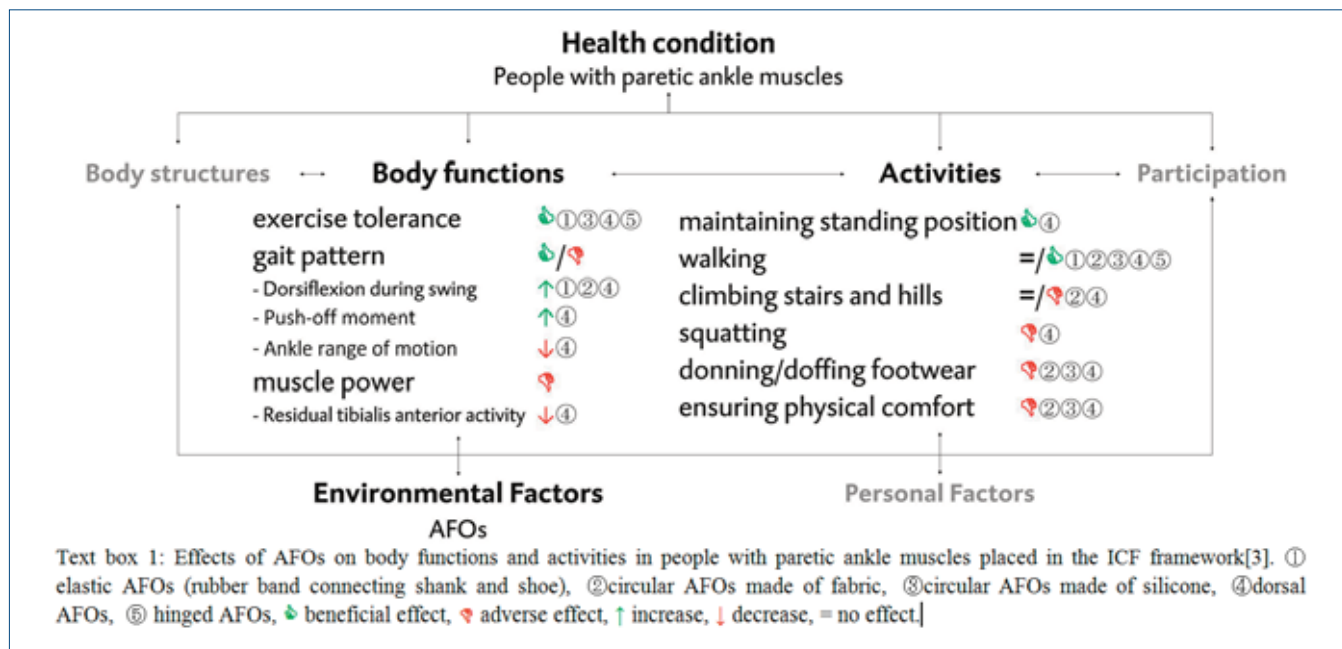 Health condition
People with paretic ankle muscles
Body structures Body functions Activities Participation
exercise tolerance ①③④⑤
gait pattern /
- Dorsiflexion during swing ↑①②④
- Push-off moment ↑④
- Ankle range of motion ↓④
muscle power
- Residual tibialis anterior activity ↓④
maintaining standing position ④
walking =/①②③④⑤
climbing stairs and hills =/②④
squatting ④
donning/doffing footwear ②③④
ensuring physical comfort ②③④
Environmental Factors
AFOs
Personal Factors
Text box 1: Effects of AFOs on body functions and activities in people with paretic ankle muscles placed in the ICF framework[3]. ①
elastic AFOs (rubber band connecting shank and shoe), ②circular AFOs made of fabric, ③circular AFOs made of silicone, ④dorsal
AFOs, ⑤ hinged AFOs, beneficial effect, adverse effect, ↑ increase, ↓ decrease, = no effect.